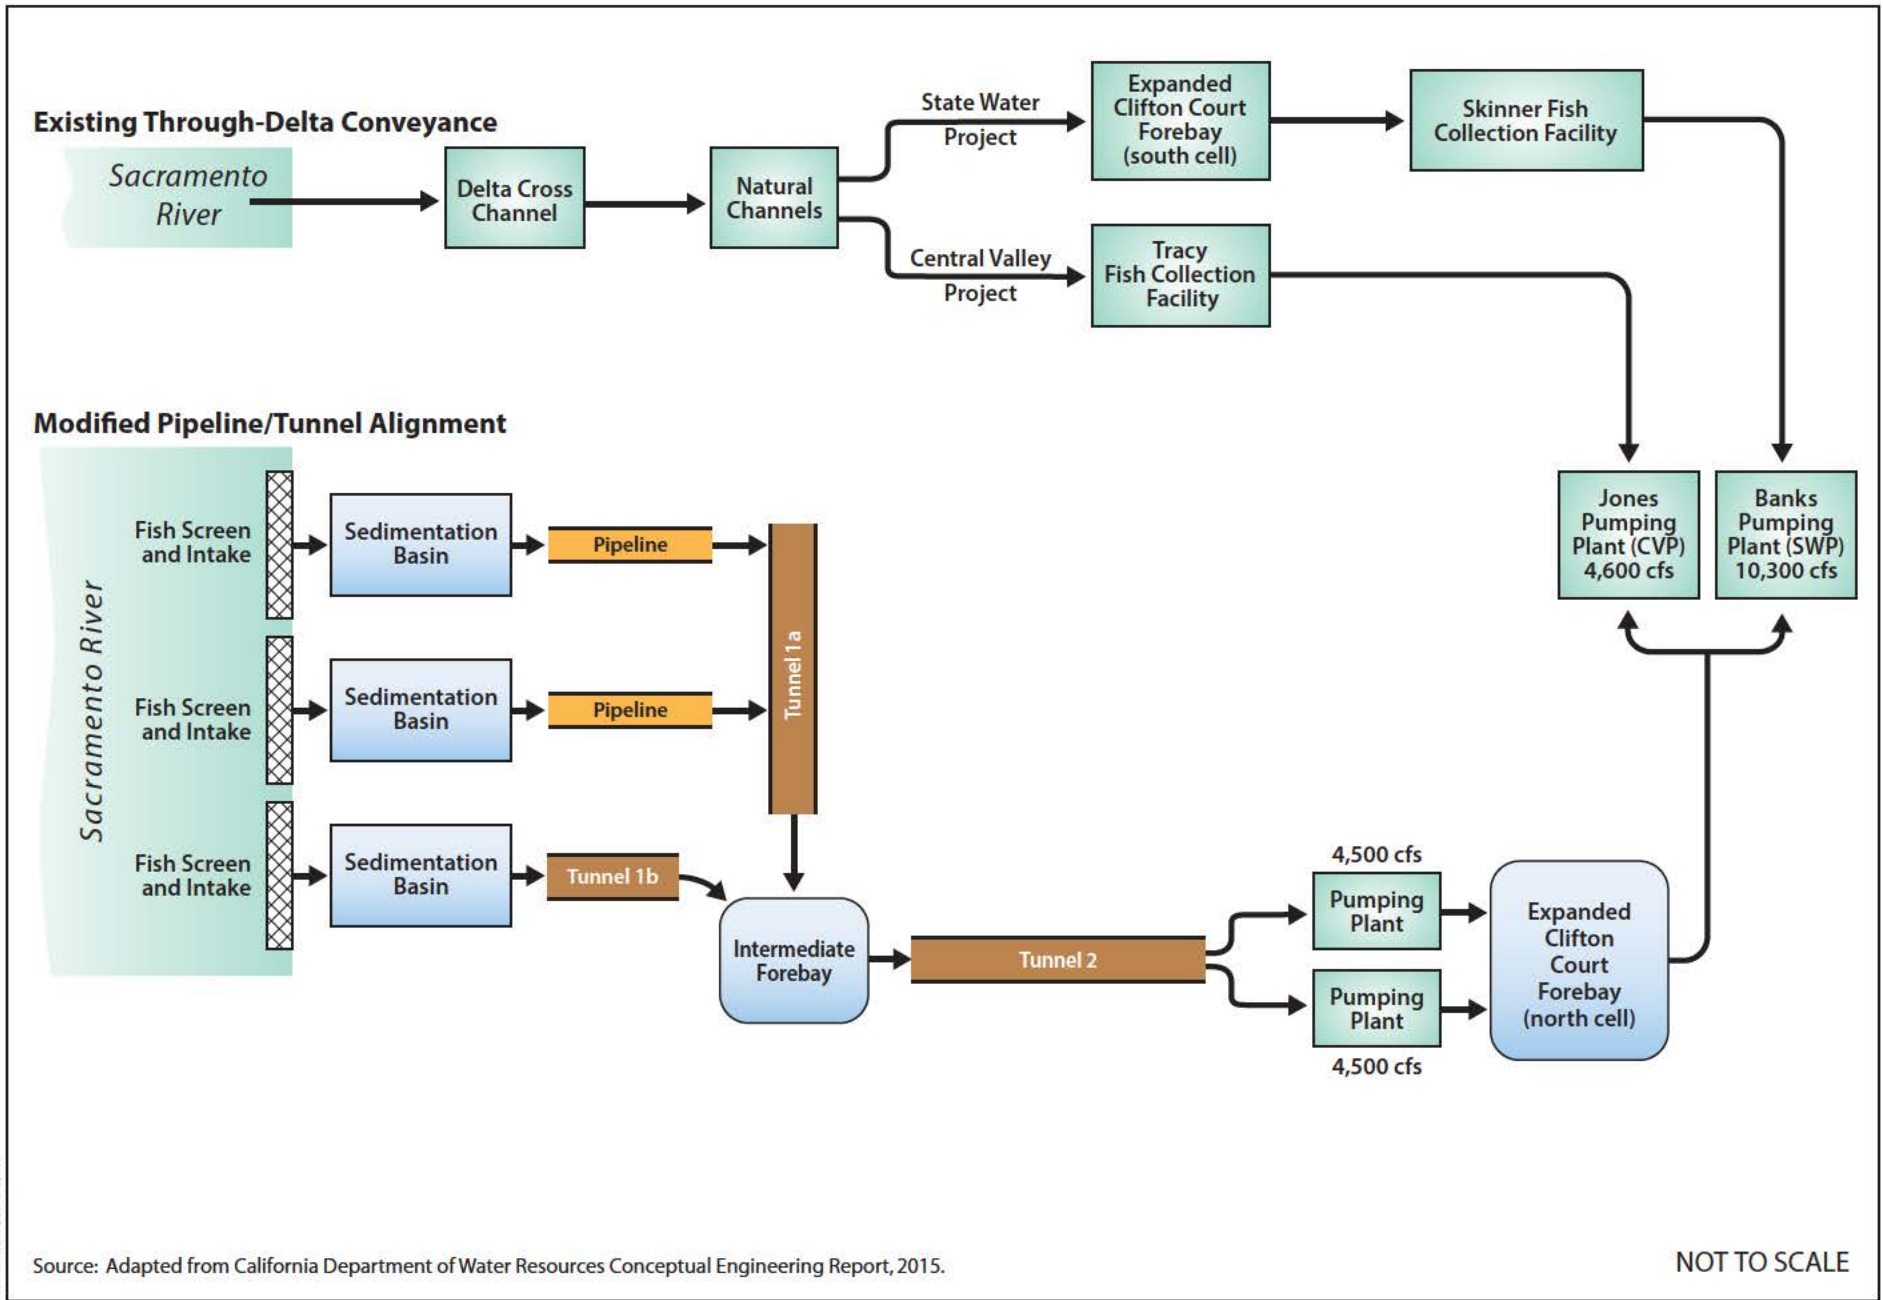 Existing Through-Delta Conveyance
Sacramento
River
Delta Cross
Channel
Natural
Channels
State Water
Project
Expanded
Clifton Court
Forebay
(south cell)
Skinner Fish
Collection Facility
Central Valley
Project
Tracy
Fish Collection
Facility
Modified Pipeline/Tunnel Alignment
Sacramento River
Fish Screen
and Intake
Sedimentation
Basin
Pipeline
Fish Screen
and Intake
Sedimentation
Basin
Pipeline
Tunnel 1a
Fish Screen
and Intake
Sedimentation
Basin
Tunnel 1b
Intermediate
Forebay
Tunnel 2
4,500 cfs
Pumping
Plant
Pumping
Plant
4,500 cfs
Expanded
Clifton
Court
Forebay
(north cell)
Jones
Pumping
Plant (CVP)
4,600 cfs
Banks
Pumping
Plant (SWP)
10,300 cfs
Source: Adapted from California Department of Water Resources Conceptual Engineering Report, 2015.
NOT TO SCALE